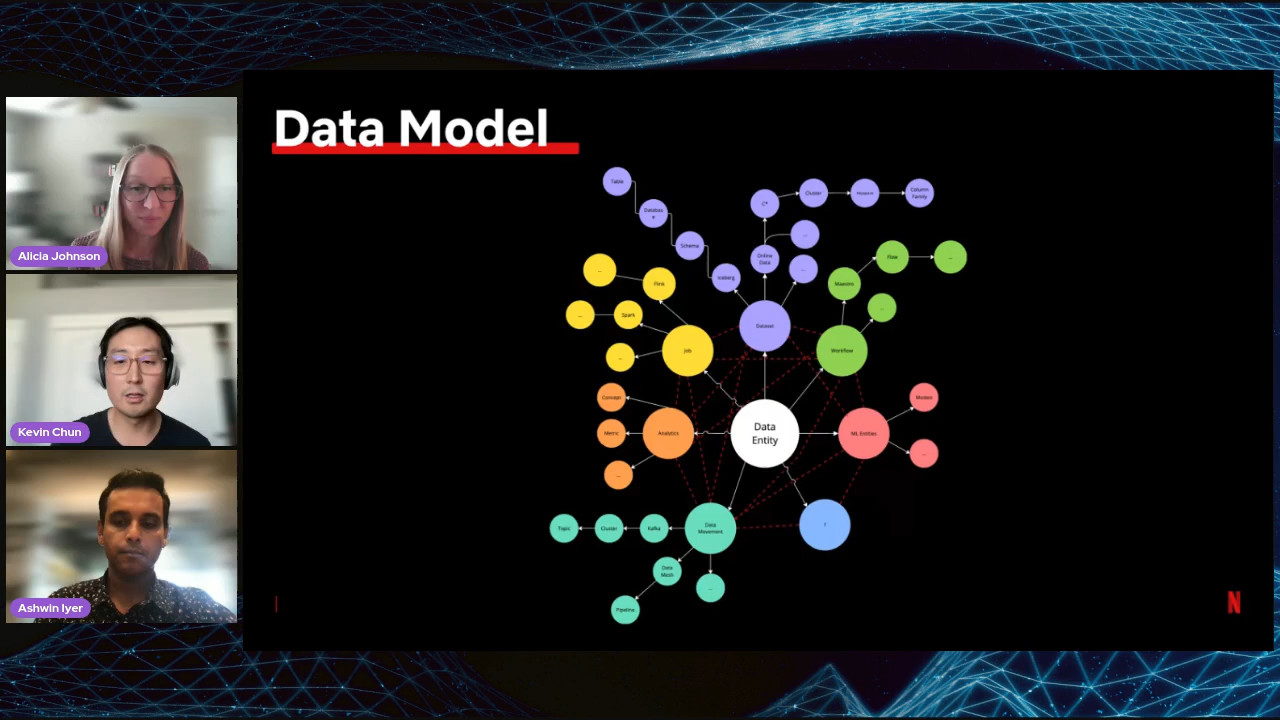 Data Model
Alicia Johnson
Kevin Chun
Ashwin Iyer
Table
Databas
e
Schema
Iceberg
C*
Cluster
Column
Family
...
Online
Data
...
Dataset
Flink
...
Spark
...
...
Job
Maestro
Flow
...
...
Workflow
Concept
Metric
...
Analytics
Data
Entity
ML Entities
...
Topic
Cluster
Kafka
Data
Movement
Data
Mesh
Pipeline
...
?
N